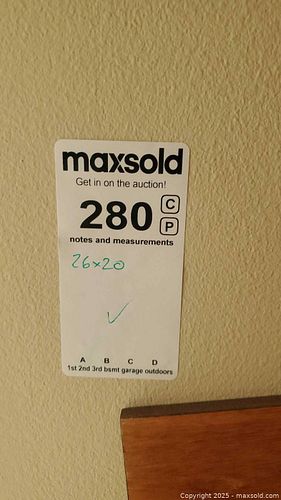 maxsold
Get in on the auction!
280 C
P
notes and measurements
26x20
✓
A B C D
1st 2nd 3rd bsmt garage outdoors
Copyright 2025 - maxsold.com